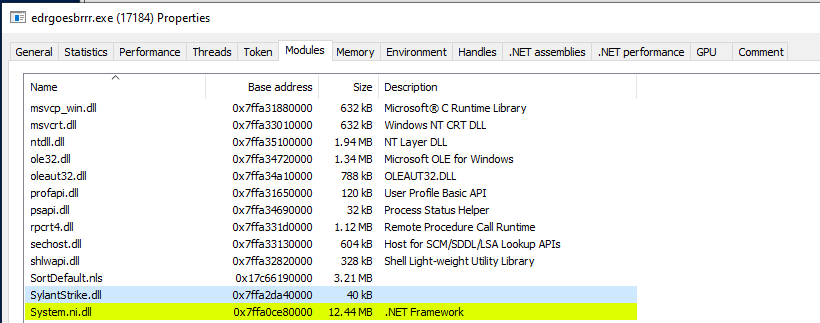 edrgoesbrrr.exe (17184) Properties
General Statistics Performance Threads Token Modules Memory Environment Handles .NET assemblies .NET performance GPU Comment
Name Base address Size Description
msvcp_win.dll 0x7ffa31880000 632 kB Microsoft® C Runtime Library
msvcrt.dll 0x7ffa33010000 632 kB Windows NT CRT DLL
ntdll.dll 0x7ffa35100000 1.94 MB NT Layer DLL
ole32.dll 0x7ffa34720000 1.34 MB Microsoft OLE for Windows
oleaut32.dll 0x7ffa34a10000 788 kB OLEAUT32.DLL
profapi.dll 0x7ffa31650000 120 kB User Profile Basic API
psapi.dll 0x7ffa34690000 32 kB Process Status Helper
rpcrt4.dll 0x7ffa331d0000 1.12 MB Remote Procedure Call Runtime
sechost.dll 0x7ffa33130000 604 kB Host for SCM/SDDL/LSA Lookup APIs
shlwapi.dll 0x7ffa32820000 328 kB Shell Light-weight Utility Library
SortDefault.nls 0x17c66190000 3.21 MB
SylantStrike.dll 0x7ffa2da40000 40 kB
System.ni.dll 0x7ffa0ce80000 12.44 MB .NET Framework